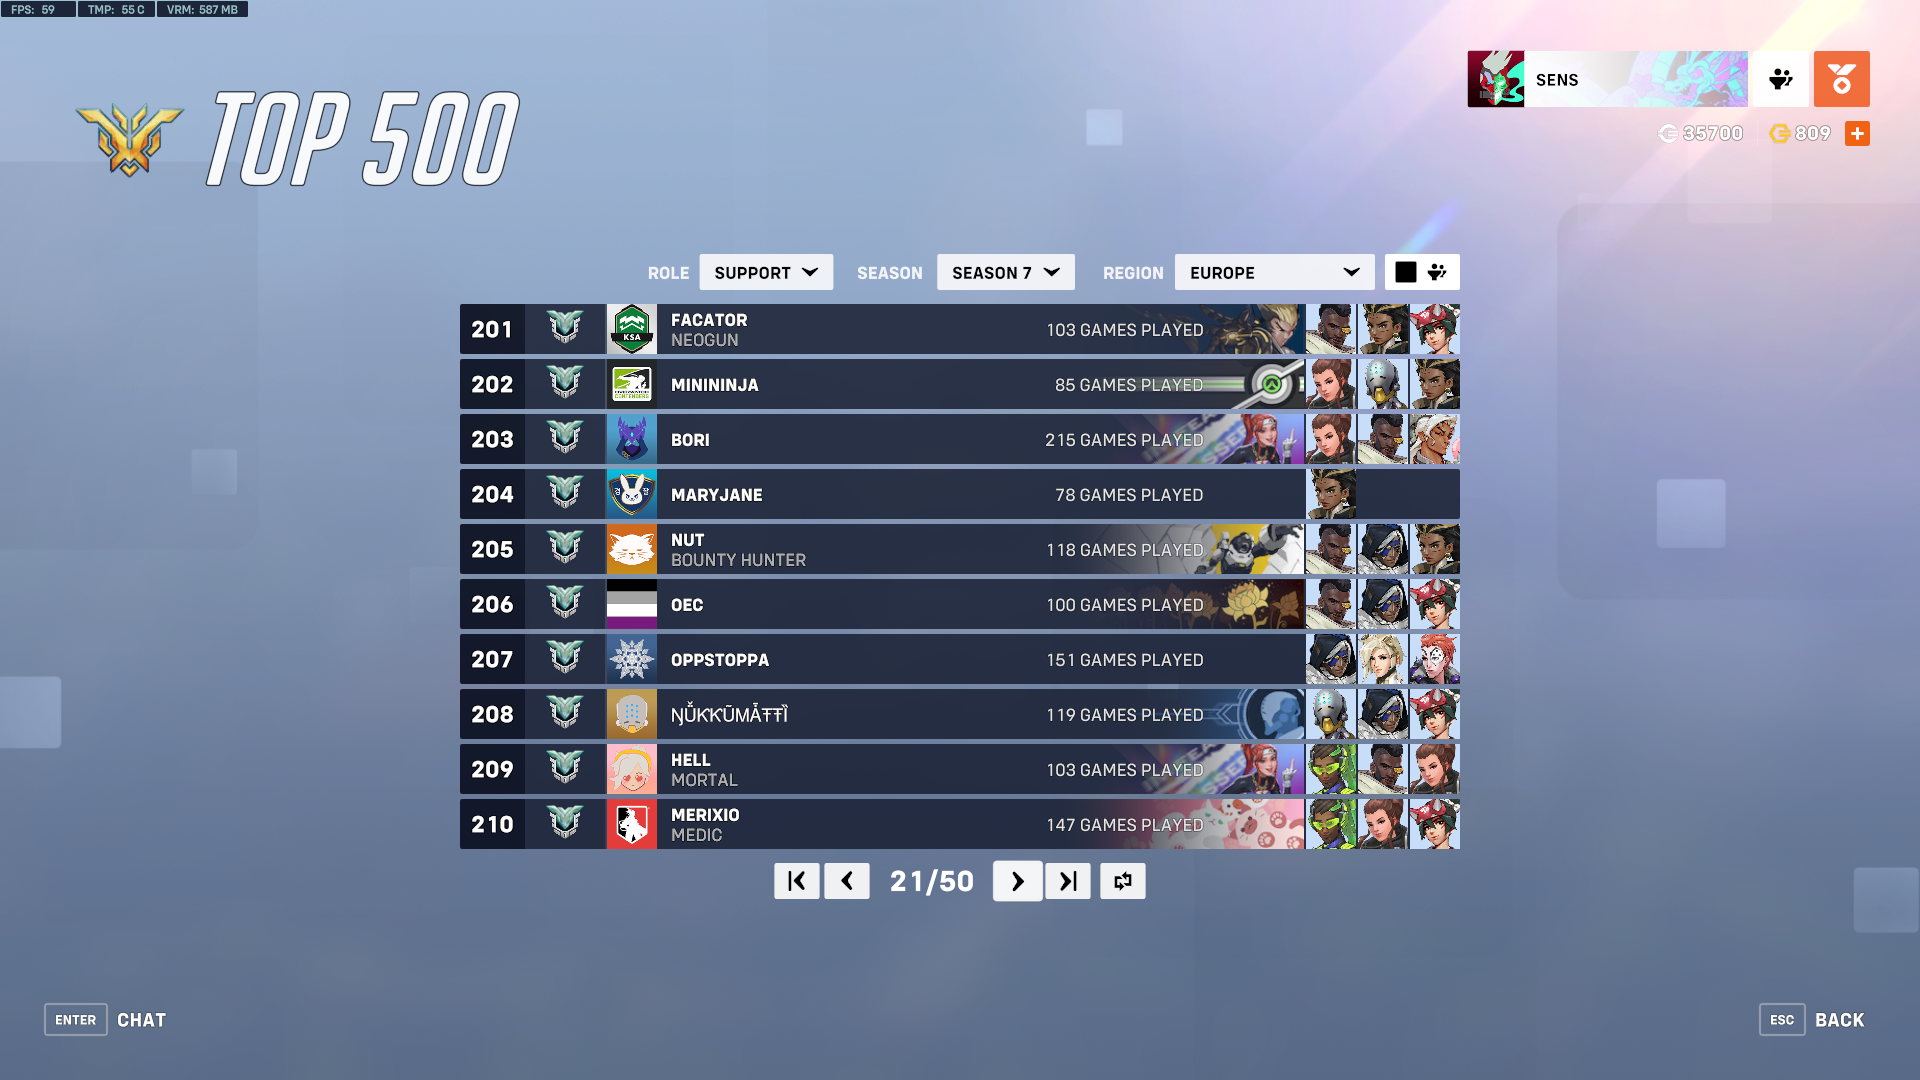 FPS: 59 TMP: 55 C VRM: 587 MB
TOP 500
SENS
35700 809
ROLE SUPPORT SEASON SEASON 7 REGION EUROPE
201 KSA FACATOR 103 GAMES PLAYED
NEOGUN
202 MINININJA 85 GAMES PLAYED
CONTENDERS
203 BORI 215 GAMES PLAYED
204 MARYJANE 78 GAMES PLAYED
205 NUT 118 GAMES PLAYED
BOUNTY HUNTER
206 OEC 100 GAMES PLAYED
207 OPPSTOPPA 151 GAMES PLAYED
208 119 GAMES PLAYED
209 HELL 103 GAMES PLAYED
MORTAL
210 MERIXIO 147 GAMES PLAYED
MEDIC
21/50
ENTER CHAT
ESC BACK